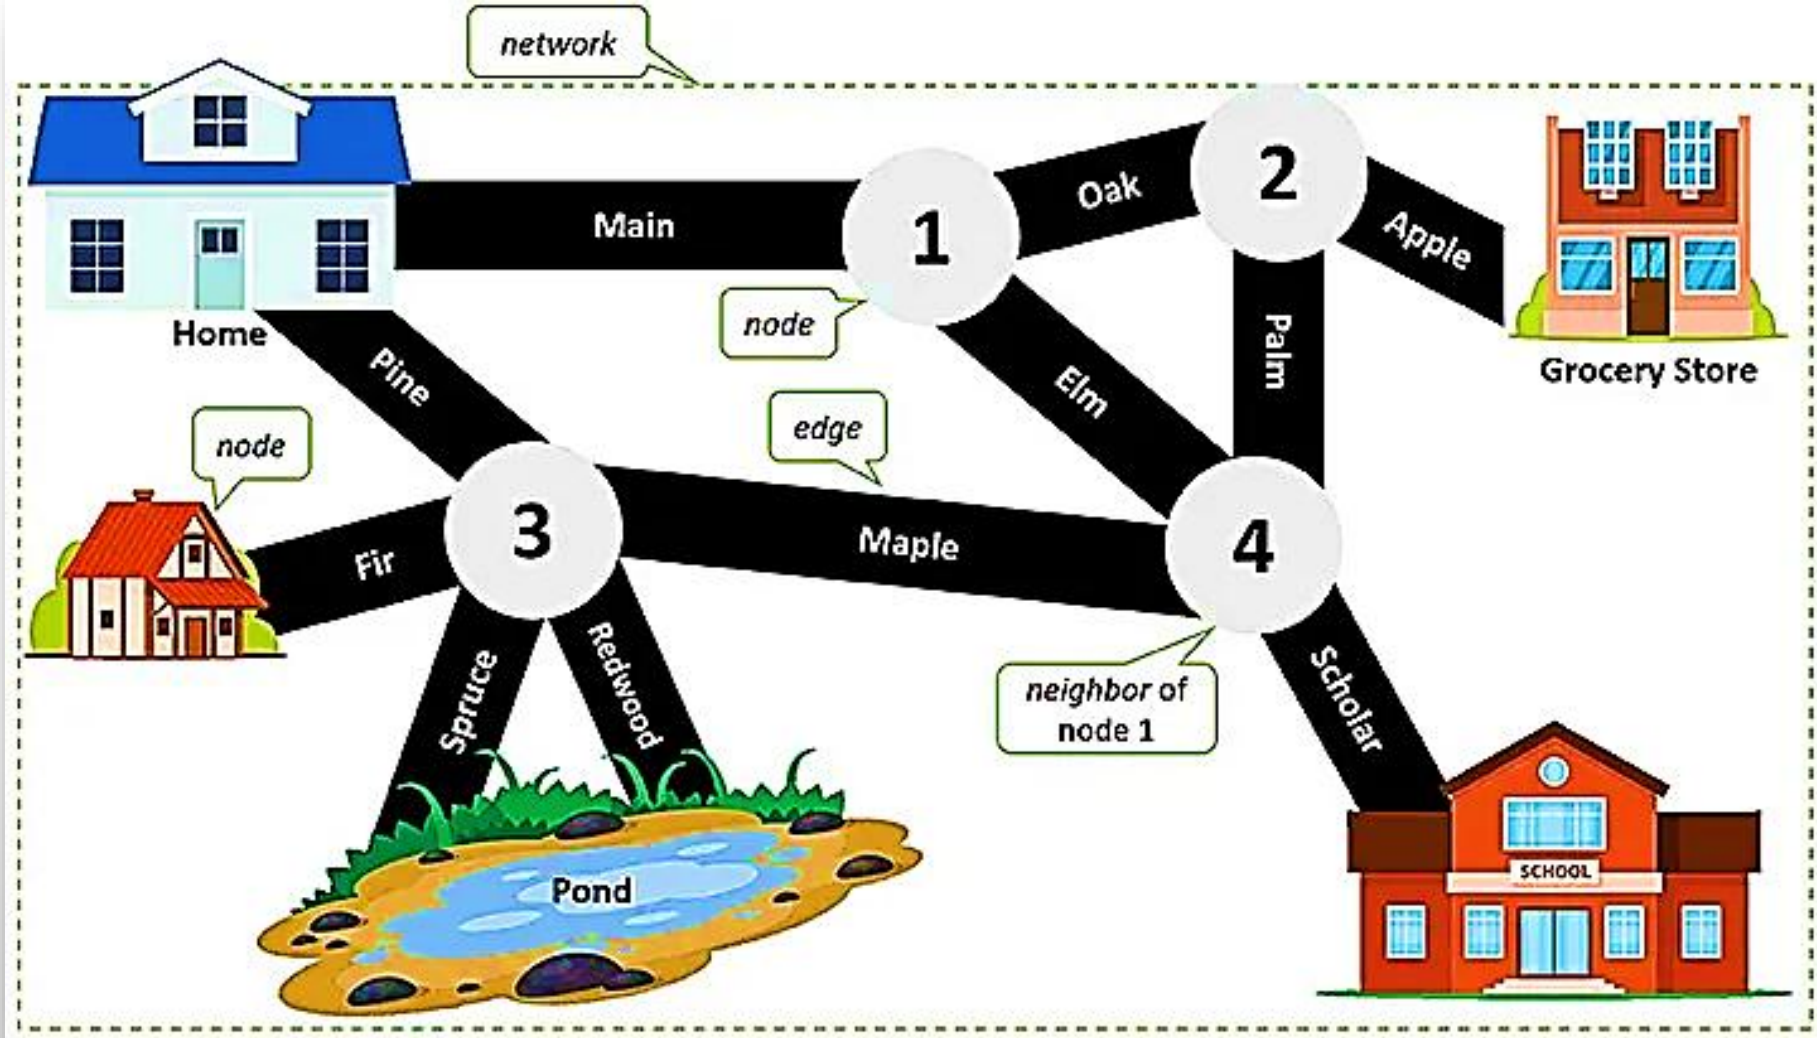 network
Main
1
Oak
2
Apple
node
Home
Pine
Elm
Palm
Grocery Store
edge
node
Fir
3
Maple
4
Spruce
Redwood
neighbor of
node 1
Scholar
SCHOOL
Pond